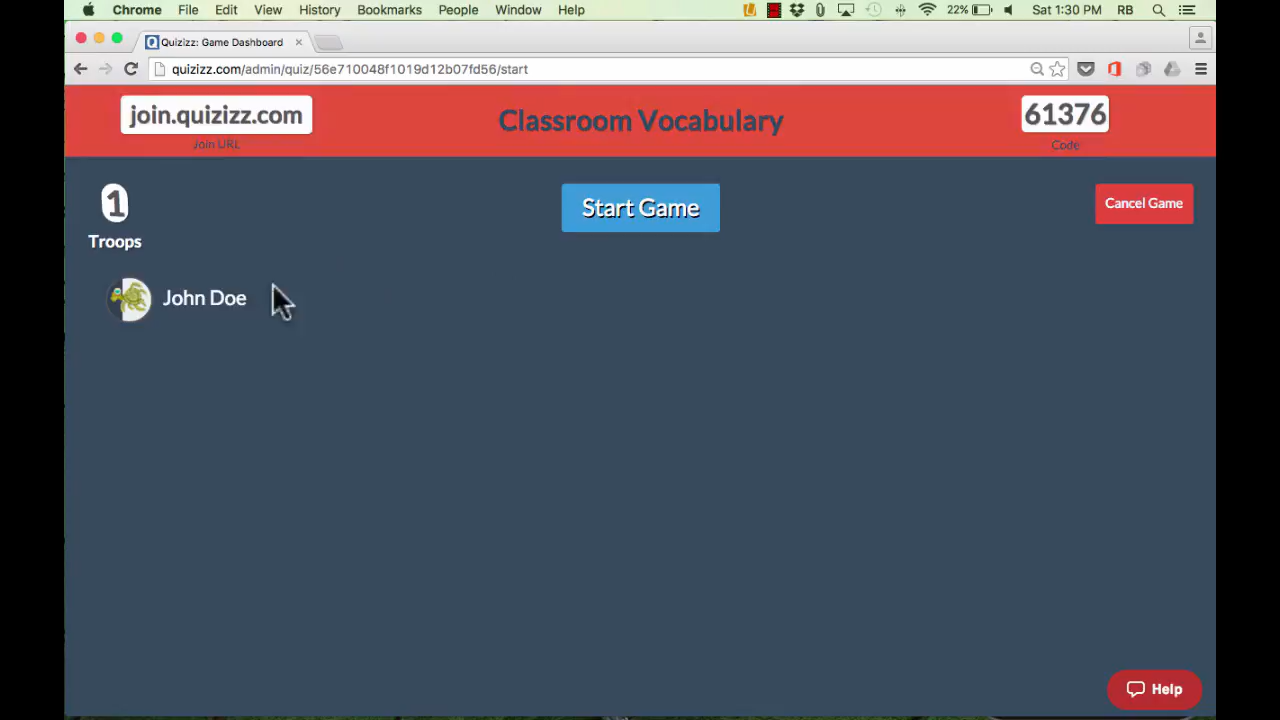 Chrome File Edit View History Bookmarks People Window Help 22% Sat 1:30 PM RB
Quizizz: Game Dashboard
quizizz.com/admin/quiz/56e710048f1019d12b07fd56/start
join.quizizz.com
Join URL
Classroom Vocabulary
61376
Code
1
Troops
Start Game
Cancel Game
John Doe
Help